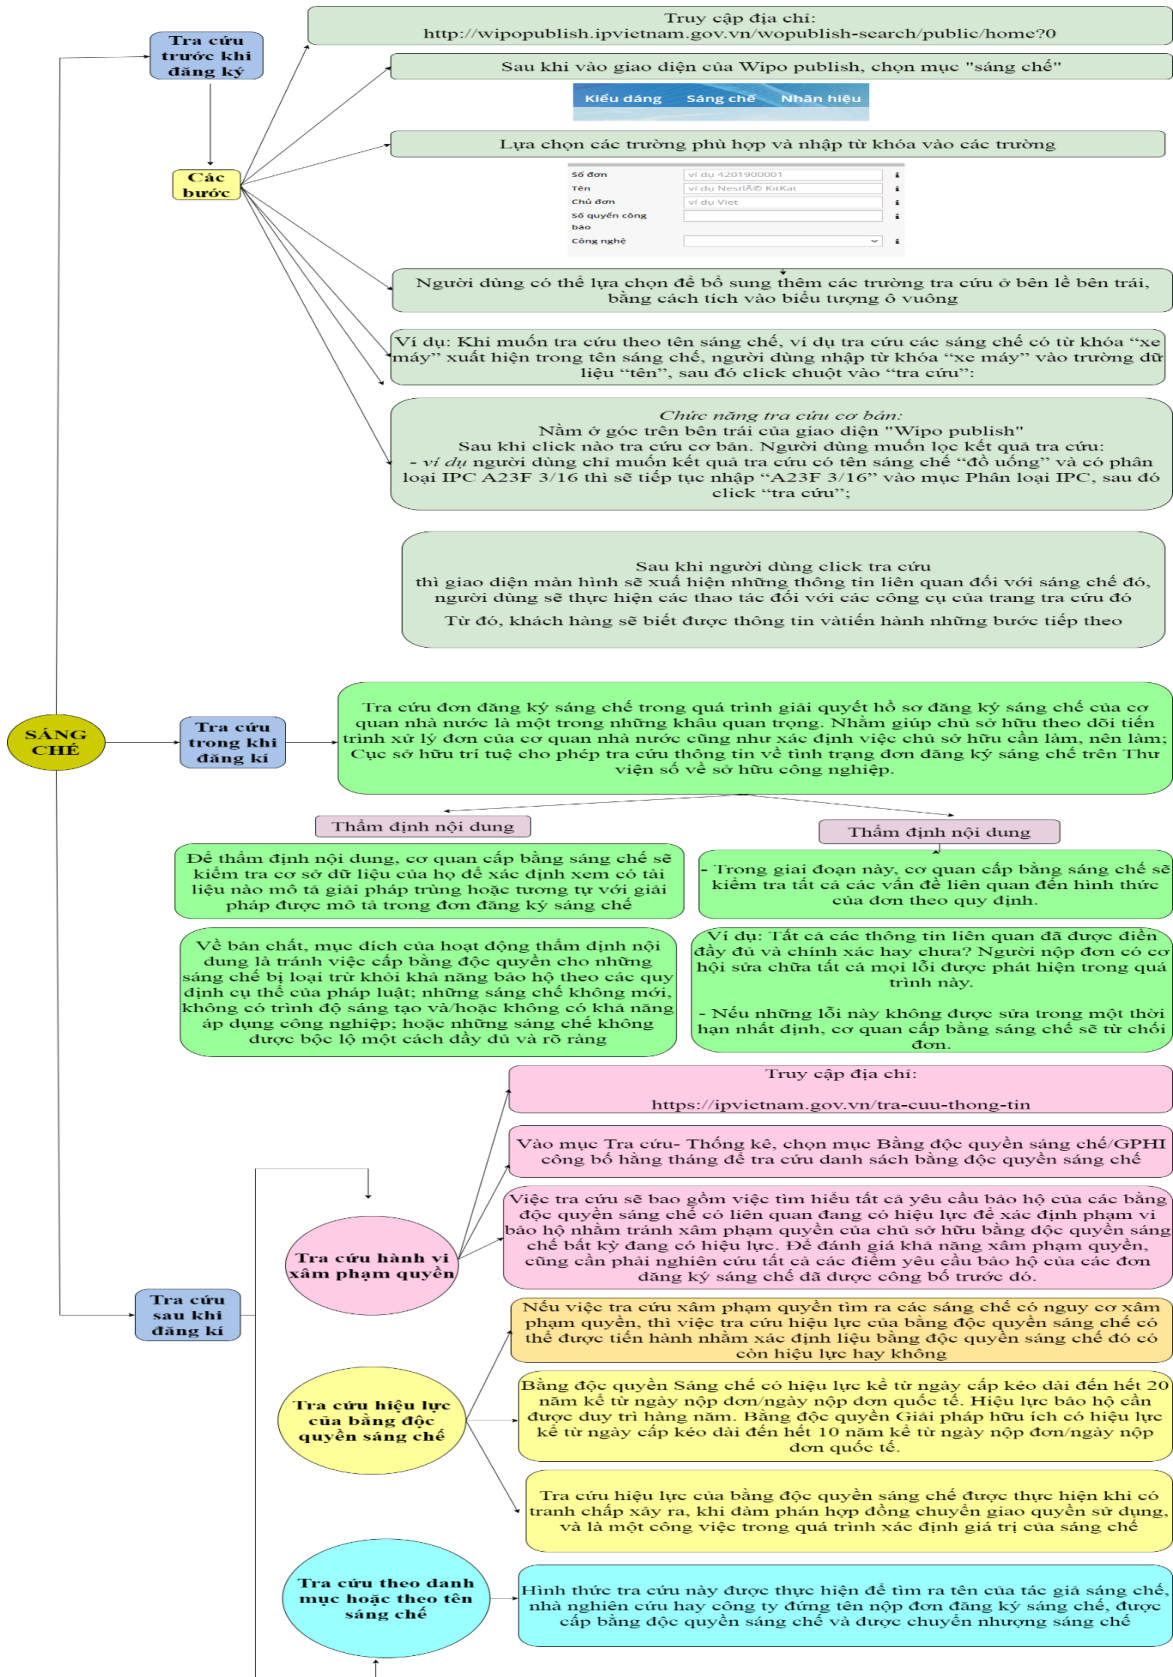 Tra cứu
trước khi
đăng ký
Truy cập địa chỉ:
http://wipopublish.ipvietnam.gov.vn/wopublish-search/public/home?0
Sau khi vào giao diện của Wipo publish, chọn mục "sáng chế"
Kiểu dáng Sáng chế Nhãn hiệu
Lựa chọn các trường phù hợp và nhập từ khóa vào các trường
Các
bước
Số đơn ví dụ 4201900001 i
Tên ví dụ NestlÃ© KitKat i
Chủ đơn ví dụ Viet i
Số quyển công
báo i
Công nghệ i
Người dùng có thể lựa chọn để bổ sung thêm các trường tra cứu ở bên lề bên trái,
bằng cách tích vào biểu tượng ô vuông
Ví dụ: Khi muốn tra cứu theo tên sáng chế, ví dụ tra cứu các sáng chế có từ khóa “xe
máy” xuất hiện trong tên sáng chế, người dùng nhập từ khóa “xe máy” vào trường dữ
liệu “tên”, sau đó click chuột vào “tra cứu”:
Chức năng tra cứu cơ bản:
Nằm ở góc trên bên trái của giao diện "Wipo publish"
Sau khi click nào tra cứu cơ bản. Người dùng muốn lọc kết quả tra cứu:
- ví dụ người dùng chỉ muốn kết quả tra cứu có tên sáng chế “đồ uống” và có phân
loại IPC A23F 3/16 thì sẽ tiếp tục nhập “A23F 3/16” vào mục Phân loại IPC, sau đó
click “tra cứu”;
Sau khi người dùng click tra cứu
thì giao diện màn hình sẽ xuấ hiện những thông tin liên quan đối với sáng chế đó,
người dùng sẽ thực hiện các thao tác đối với các công cụ của trang tra cứu đó
Từ đó, khách hàng sẽ biết được thông tin vàtiến hành những bước tiếp theo
SÁNG
CHẾ
Tra cứu
trong khi
đăng kí
Tra cứu đơn đăng ký sáng chế trong quá trình giải quyết hồ sơ đăng ký sáng chế của cơ
quan nhà nước là một trong những khâu quan trọng. Nhằm giúp chủ sở hữu theo dõi tiến
trình xử lý đơn của cơ quan nhà nước cũng như xác định việc chủ sở hữu cần làm, nên làm;
Cục sở hữu trí tuệ cho phép tra cứu thông tin về tình trạng đơn đăng ký sáng chế trên Thư
viện số về sở hữu công nghiệp.
Thẩm định nội dung
Để thẩm định nội dung, cơ quan cấp bằng sáng chế sẽ
kiểm tra cơ sở dữ liệu của họ để xác định xem có tài
liệu nào mô tả giải pháp trùng hoặc tương tự với giải
pháp được mô tả trong đơn đăng ký sáng chế
Về bản chất, mục đích của hoạt động thẩm định nội
dung là tránh việc cấp bằng độc quyền cho những
sáng chế bị loại trừ khỏi khả năng bảo hộ theo các quy
định cụ thể của pháp luật; những sáng chế không mới,
không có trình độ sáng tạo và/hoặc không có khả năng
áp dụng công nghiệp; hoặc những sáng chế không
được bộc lộ một cách đầy đủ và rõ ràng
Thẩm định nội dung
- Trong giai đoạn này, cơ quan cấp bằng sáng chế sẽ
kiểm tra tất cả các vấn đề liên quan đến hình thức
của đơn theo quy định.
Ví dụ: Tất cả các thông tin liên quan đã được điền
đầy đủ và chính xác hay chưa? Người nộp đơn có cơ
hội sửa chữa tất cả mọi lỗi được phát hiện trong quá
trình này.
- Nếu những lỗi này không được sửa trong một thời
hạn nhất định, cơ quan cấp bằng sáng chế sẽ từ chối
đơn.
Tra cứu
sau khi
đăng kí
Tra cứu hành vi
xâm phạm quyền
Truy cập địa chỉ:
https://ipvietnam.gov.vn/tra-cuu-thong-tin
Vào mục Tra cứu- Thống kê, chọn mục Bằng độc quyền sáng chế/GPHI
công bố hằng tháng để tra cứu danh sách bằng độc quyền sáng chế
Việc tra cứu sẽ bao gồm việc tìm hiểu tất cả yêu cầu bảo hộ của các bằng
độc quyền sáng chế có liên quan đang có hiệu lực để xác định phạm vi
bảo hộ nhằm tránh xâm phạm quyền của chủ sở hữu bằng độc quyền sáng
chế bất kỳ đang có hiệu lực. Để đánh giá khả năng xâm phạm quyền,
cũng cần phải nghiên cứu tất cả các điểm yêu cầu bảo hộ của các đơn
đăng ký sáng chế đã được công bố trước đó.
Tra cứu hiệu lực
của bằng độc
quyền sáng chế
Nếu việc tra cứu xâm phạm quyền tìm ra các sáng chế có nguy cơ xâm
phạm quyền, thì việc tra cứu hiệu lực của bằng độc quyền sáng chế có
thể được tiến hành nhằm xác định liệu bằng độc quyền sáng chế đó có
còn hiệu lực hay không
Bằng độc quyền Sáng chế có hiệu lực kể từ ngày cấp kéo dài đến hết 20
năm kể từ ngày nộp đơn/ngày nộp đơn quốc tế. Hiệu lực bảo hộ cần
được duy trì hàng năm. Bằng độc quyền Giải pháp hữu ích có hiệu lực
kể từ ngày cấp kéo dài đến hết 10 năm kể từ ngày nộp đơn/ngày nộp
đơn quốc tế.
Tra cứu hiệu lực của bằng độc quyền sáng chế được thực hiện khi có
tranh chấp xảy ra, khi đàm phán hợp đồng chuyển giao quyền sử dụng,
và là một công việc trong quá trình xác định giá trị của sáng chế
Tra cứu theo danh
mục hoặc theo tên
sáng chế
Hình thức tra cứu này được thực hiện để tìm ra tên của tác giả sáng chế,
nhà nghiên cứu hay công ty đứng tên nộp đơn đăng ký sáng chế, được
cấp bằng độc quyền sáng chế và được chuyển nhượng sáng chế